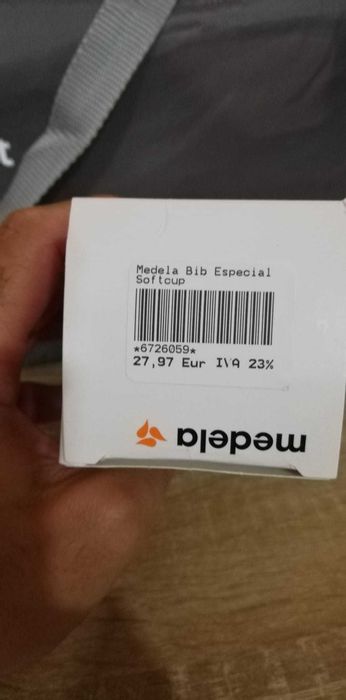 t
Medela Bib Especial
Softcup
*6726059*
27,97 Eur IVA 23%
medela